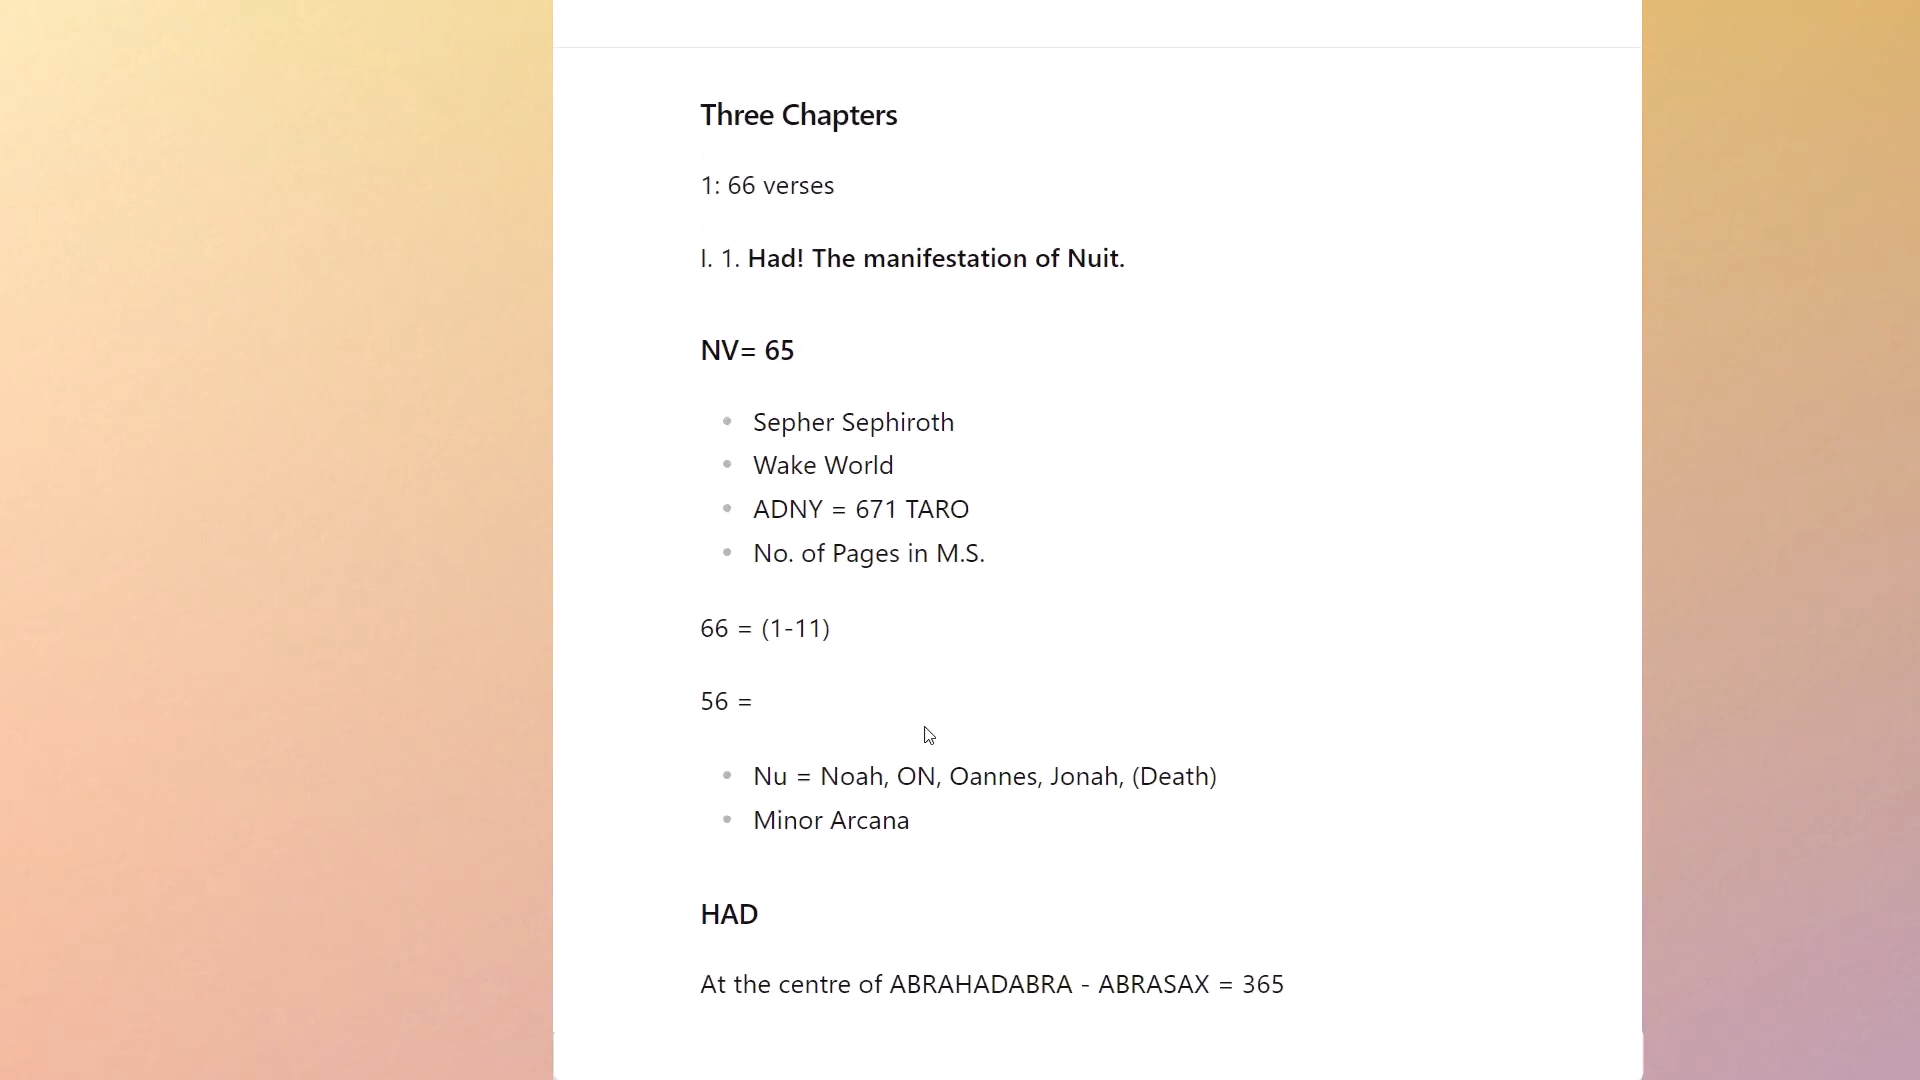 Three Chapters
1: 66 verses
I. 1. Had! The manifestation of Nuit.
NV= 65
• Sepher Sephiroth
• Wake World
• ADNY = 671 TARO
• No. of Pages in M.S.
66 = (1-11)
56 =
• Nu = Noah, ON, Oannes, Jonah, (Death)
• Minor Arcana
HAD
At the centre of ABRAHADABRA - ABRASAX = 365